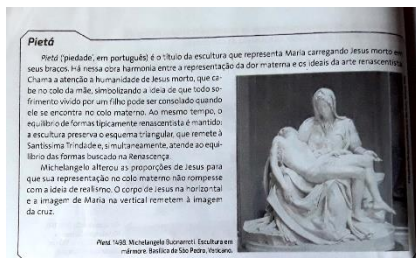 Pietá
Pietá ('piedade', em português) é o título da escultura que representa Maria carregando Jesus morto em
seus braços. Há nessa obra harmonia entre a representação da dor materna e os ideais da arte renascentista.
Chama a atenção a humanidade de Jesus morto, que ca-
be no colo da mãe, simbolizando a ideia de que todo so-
frimento vivido por um filho pode ser consolado quando
ele se encontra no colo materno. Ao mesmo tempo, o
equilíbrio de formas tipicamente renascentista é mantido:
a escultura preserva o esquema triangular, que remete à
Santíssima Trindade e, simultaneamente, atende ao equi-
líbrio das formas buscado na Renascença.
Michelangelo alterou as proporções de Jesus para
que sua representação no colo materno não rompesse
com a ideia de realismo. O corpo de Jesus na horizontal
e a imagem de Maria na vertical remetem à imagem
da cruz.
Pietá. 1498. Michelangelo Buonarroti. Escultura em
mármore. Basílica de São Pedro, Vaticano.